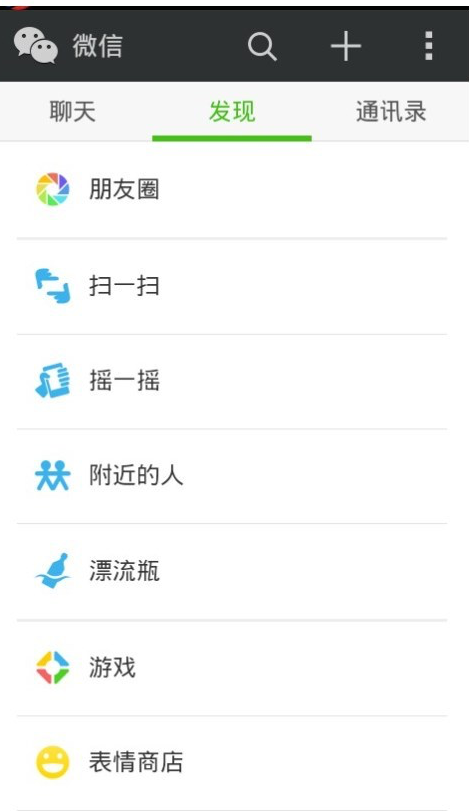 微信
聊天 发现 通讯录
朋友圈
扫一扫
摇一摇
附近的人
漂流瓶
游戏
表情商店